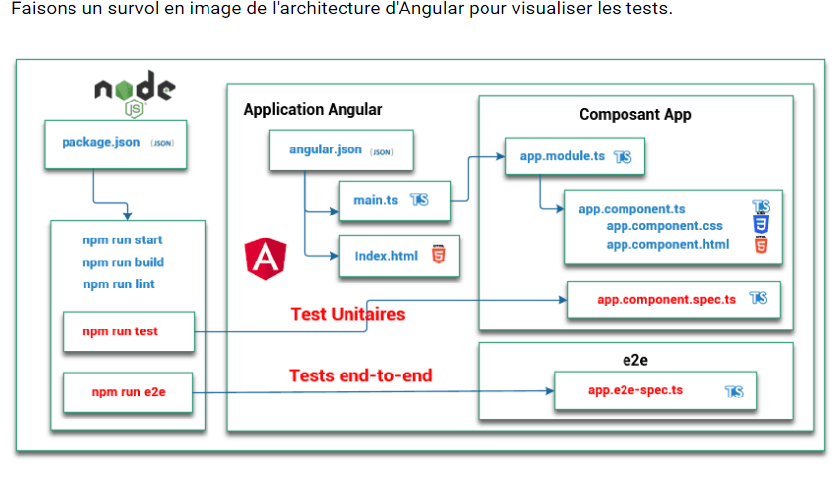 Faisons un survol en image de l'architecture d'Angular pour visualiser les tests.
node
JS
package.json (JSON)
npm run start
npm run build
npm run lint
npm run test
npm run e2e
Application Angular
angular.json (JSON)
main.ts TS
Index.html HTML 5
A
Test Unitaires
Tests end-to-end
Composant App
app.module.ts TS
app.component.ts TS
app.component.css CSS 3
app.component.html HTML 5
app.component.spec.ts TS
e2e
app.e2e-spec.ts TS